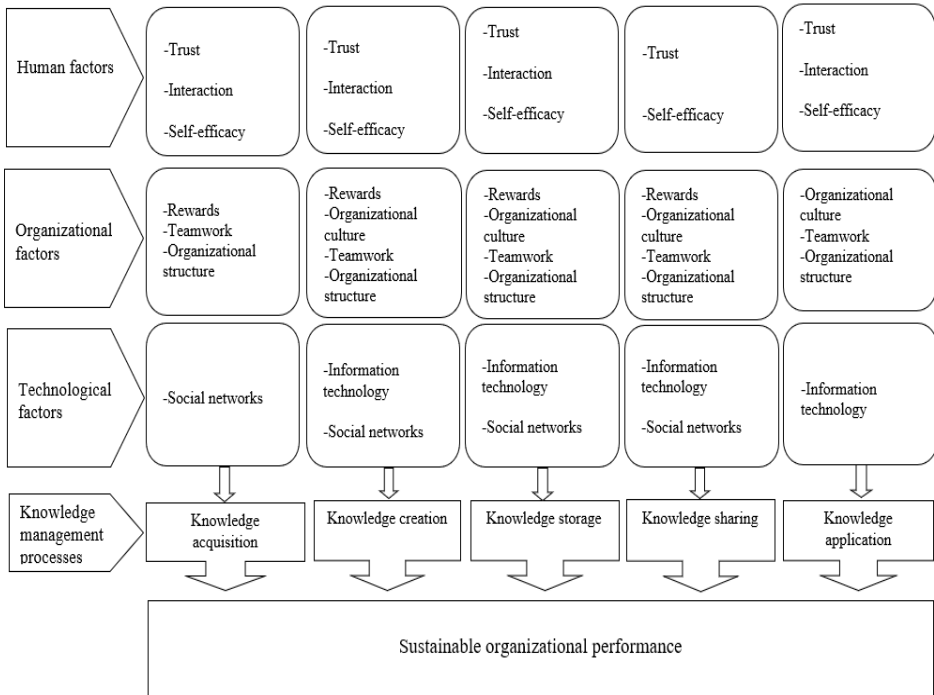 Human factors
-Trust
-Interaction
-Self-efficacy
-Trust
-Interaction
-Self-efficacy
-Trust
-Interaction
-Self-efficacy
-Trust
-Self-efficacy
-Trust
-Interaction
-Self-efficacy
Organizational
factors
-Rewards
-Teamwork
-Organizational
structure
-Rewards
-Organizational
culture
-Teamwork
-Organizational
structure
-Rewards
-Organizational
culture
-Teamwork
-Organizational
structure
-Rewards
-Organizational
culture
-Teamwork
-Organizational
structure
-Organizational
culture
-Teamwork
-Organizational
structure
Technological
factors
-Social networks
-Information
technology
-Social networks
-Information
technology
-Social networks
-Information
technology
-Social networks
-Information
technology
Knowledge
management
processes
Knowledge
acquisition
Knowledge creation
Knowledge storage
Knowledge sharing
Knowledge
application
Sustainable organizational performance